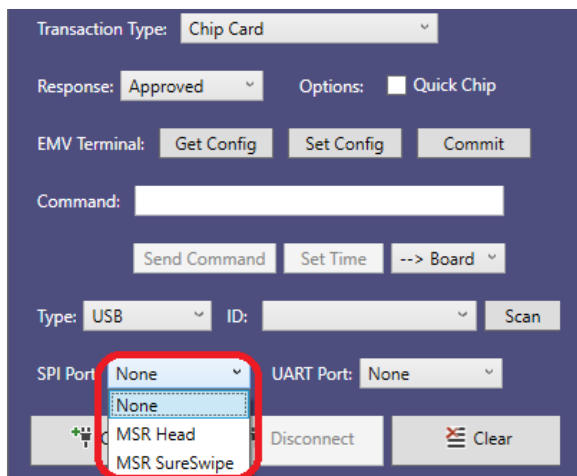 Transaction Type: Chip Card
Response: Approved Options: Quick Chip
EMV Terminal: Get Config Set Config Commit
Command:
Send Command Set Time --> Board
Type: USB ID: Scan
SPI Port: None UART Port: None
None
MSR Head Disconnect Clear
MSR SureSwipe